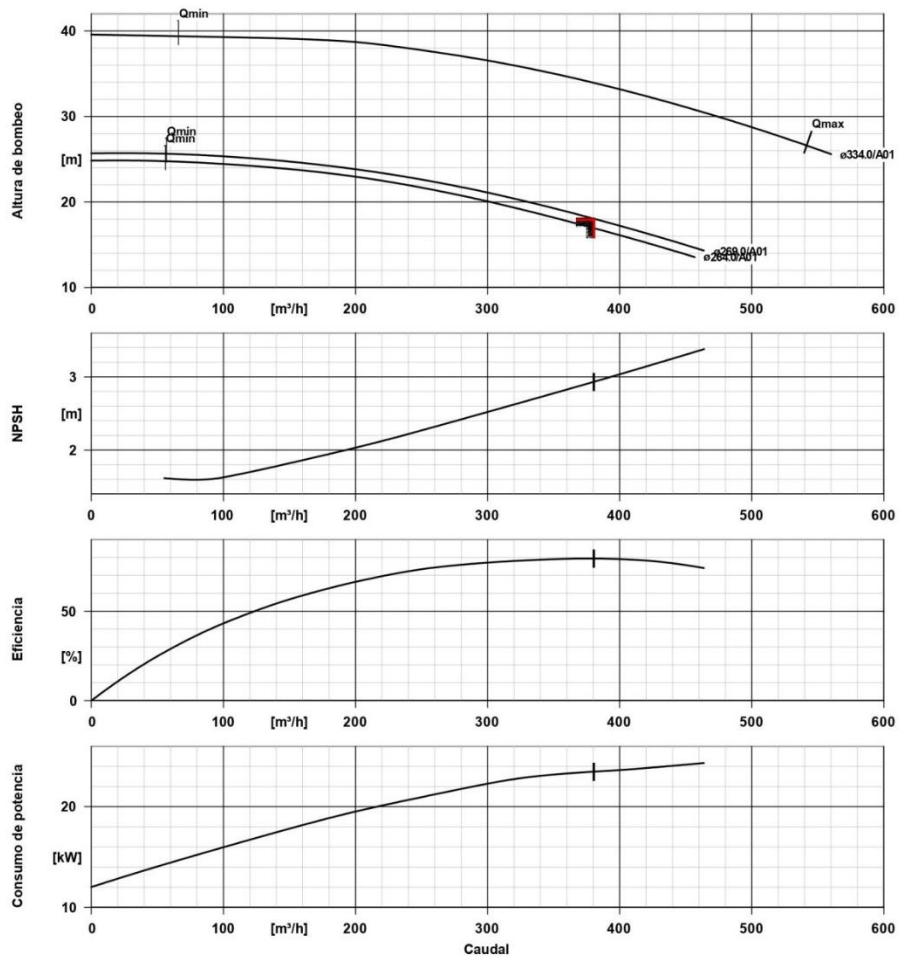 Qmin
40
Altura de bombeo
30
Qmin
Qmin
Qmax
[m]
ø334.0/A01
20
ø269.0/A01
ø264.0/A01
10
0 100 [m³/h] 200 300 400 500 600
3
NPSH
[m]
2
0 100 [m³/h] 200 300 400 500 600
Eficiencia
50
[%]
0
0 100 [m³/h] 200 300 400 500 600
Consumo de potencia
20
[kW]
10
0 100 [m³/h] 200 300 400 500 600
Caudal